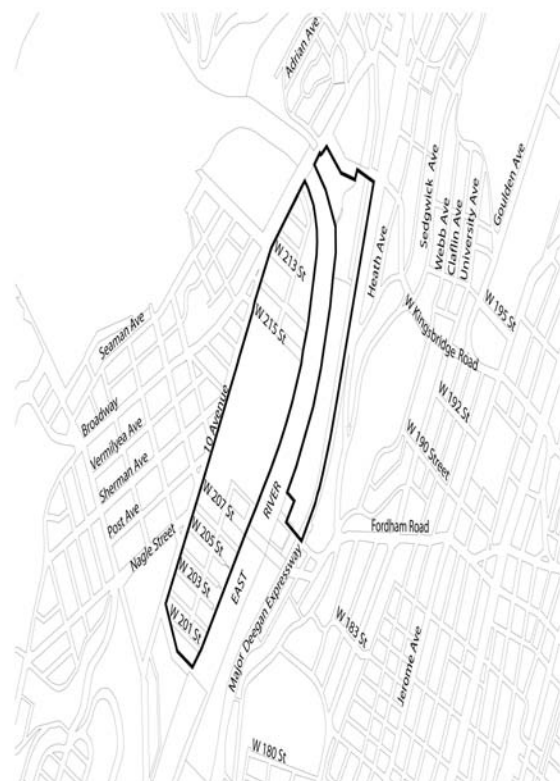 Adrian Ave
Goulden Ave
Sedgwick Ave
Webb Ave
Claflin Ave
University Ave
Heath Ave
W 213 St
W 195 St
W 215 St
W Kingsbridge Road
Seaman Ave
Broadway
Vermilyea Ave
Sherman Ave
Post Ave
Nagle Street
10 Avenue
W 192 St
W 190 Street
W 207 St
W 205 St
W 203 St
W 201 St
EAST RIVER
Fordham Road
Major Deegan Expressway
W 183 St
Jerome Ave
W 180 St